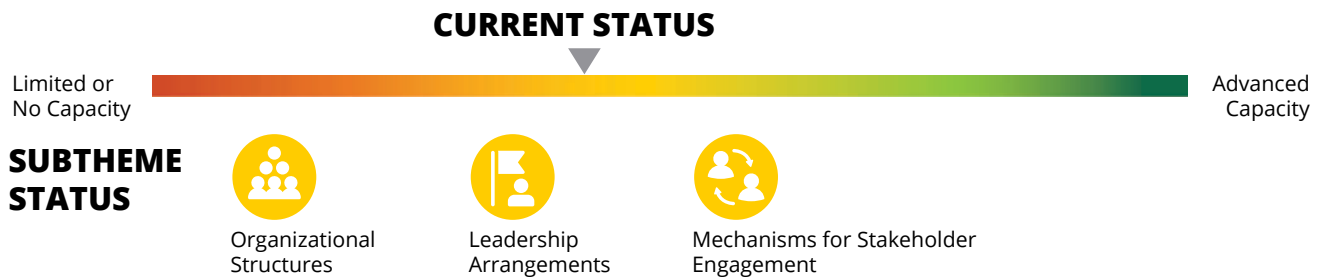 CURRENT STATUS
Limited or
No Capacity
Advanced
Capacity
SUBTHEME
STATUS
Organizational
Structures
Leadership
Arrangements
Mechanisms for Stakeholder
Engagement